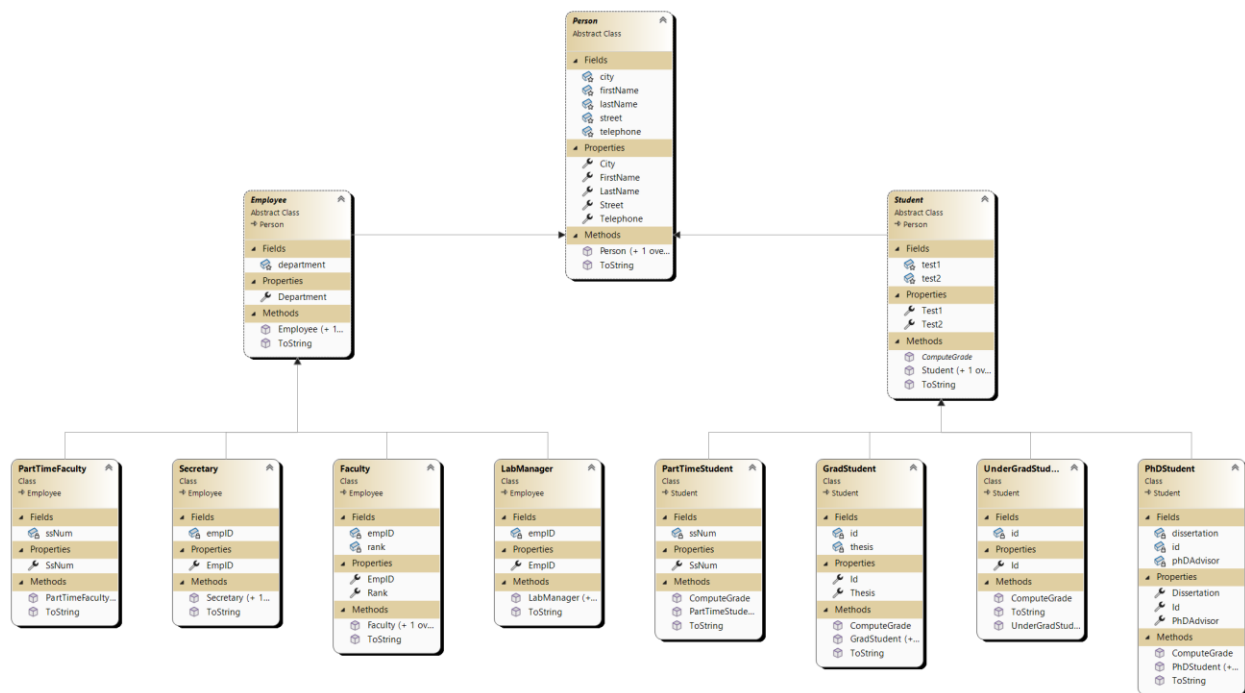 Person
Abstract Class
Fields
city
firstName
lastName
street
telephone
Properties
City
FirstName
LastName
Street
Telephone
Methods
Person (+ 1 ove...
ToString
Employee
Abstract Class
Person
Fields
department
Properties
Department
Methods
Employee (+ 1...
ToString
Student
Abstract Class
Person
Fields
test1
test2
Properties
Test1
Test2
Methods
ComputeGrade
Student (+ 1 ov...
ToString
PartTimeFaculty
Class
Employee
Fields
ssNum
Properties
SsNum
Methods
PartTimeFaculty...
ToString
Secretary
Class
Employee
Fields
empID
Properties
EmpID
Methods
Secretary (+ 1...
ToString
Faculty
Class
Employee
Fields
empID
rank
Properties
EmpID
Rank
Methods
Faculty (+ 1 ov...
ToString
LabManager
Class
Employee
Fields
empID
Properties
EmpID
Methods
LabManager (+...
ToString
PartTimeStudent
Class
Student
Fields
ssNum
Properties
SsNum
Methods
ComputeGrade
PartTimeStude...
ToString
GradStudent
Class
Student
Fields
id
thesis
Properties
Id
Thesis
Methods
ComputeGrade
GradStudent (+...
ToString
UnderGradStud...
Class
Student
Fields
id
Properties
Id
Methods
ComputeGrade
ToString
UnderGradStud...
PhDStudent
Class
Student
Fields
dissertation
id
phDAdvisor
Properties
Dissertation
Id
PhDAdvisor
Methods
ComputeGrade
PhDStudent (+...
ToString